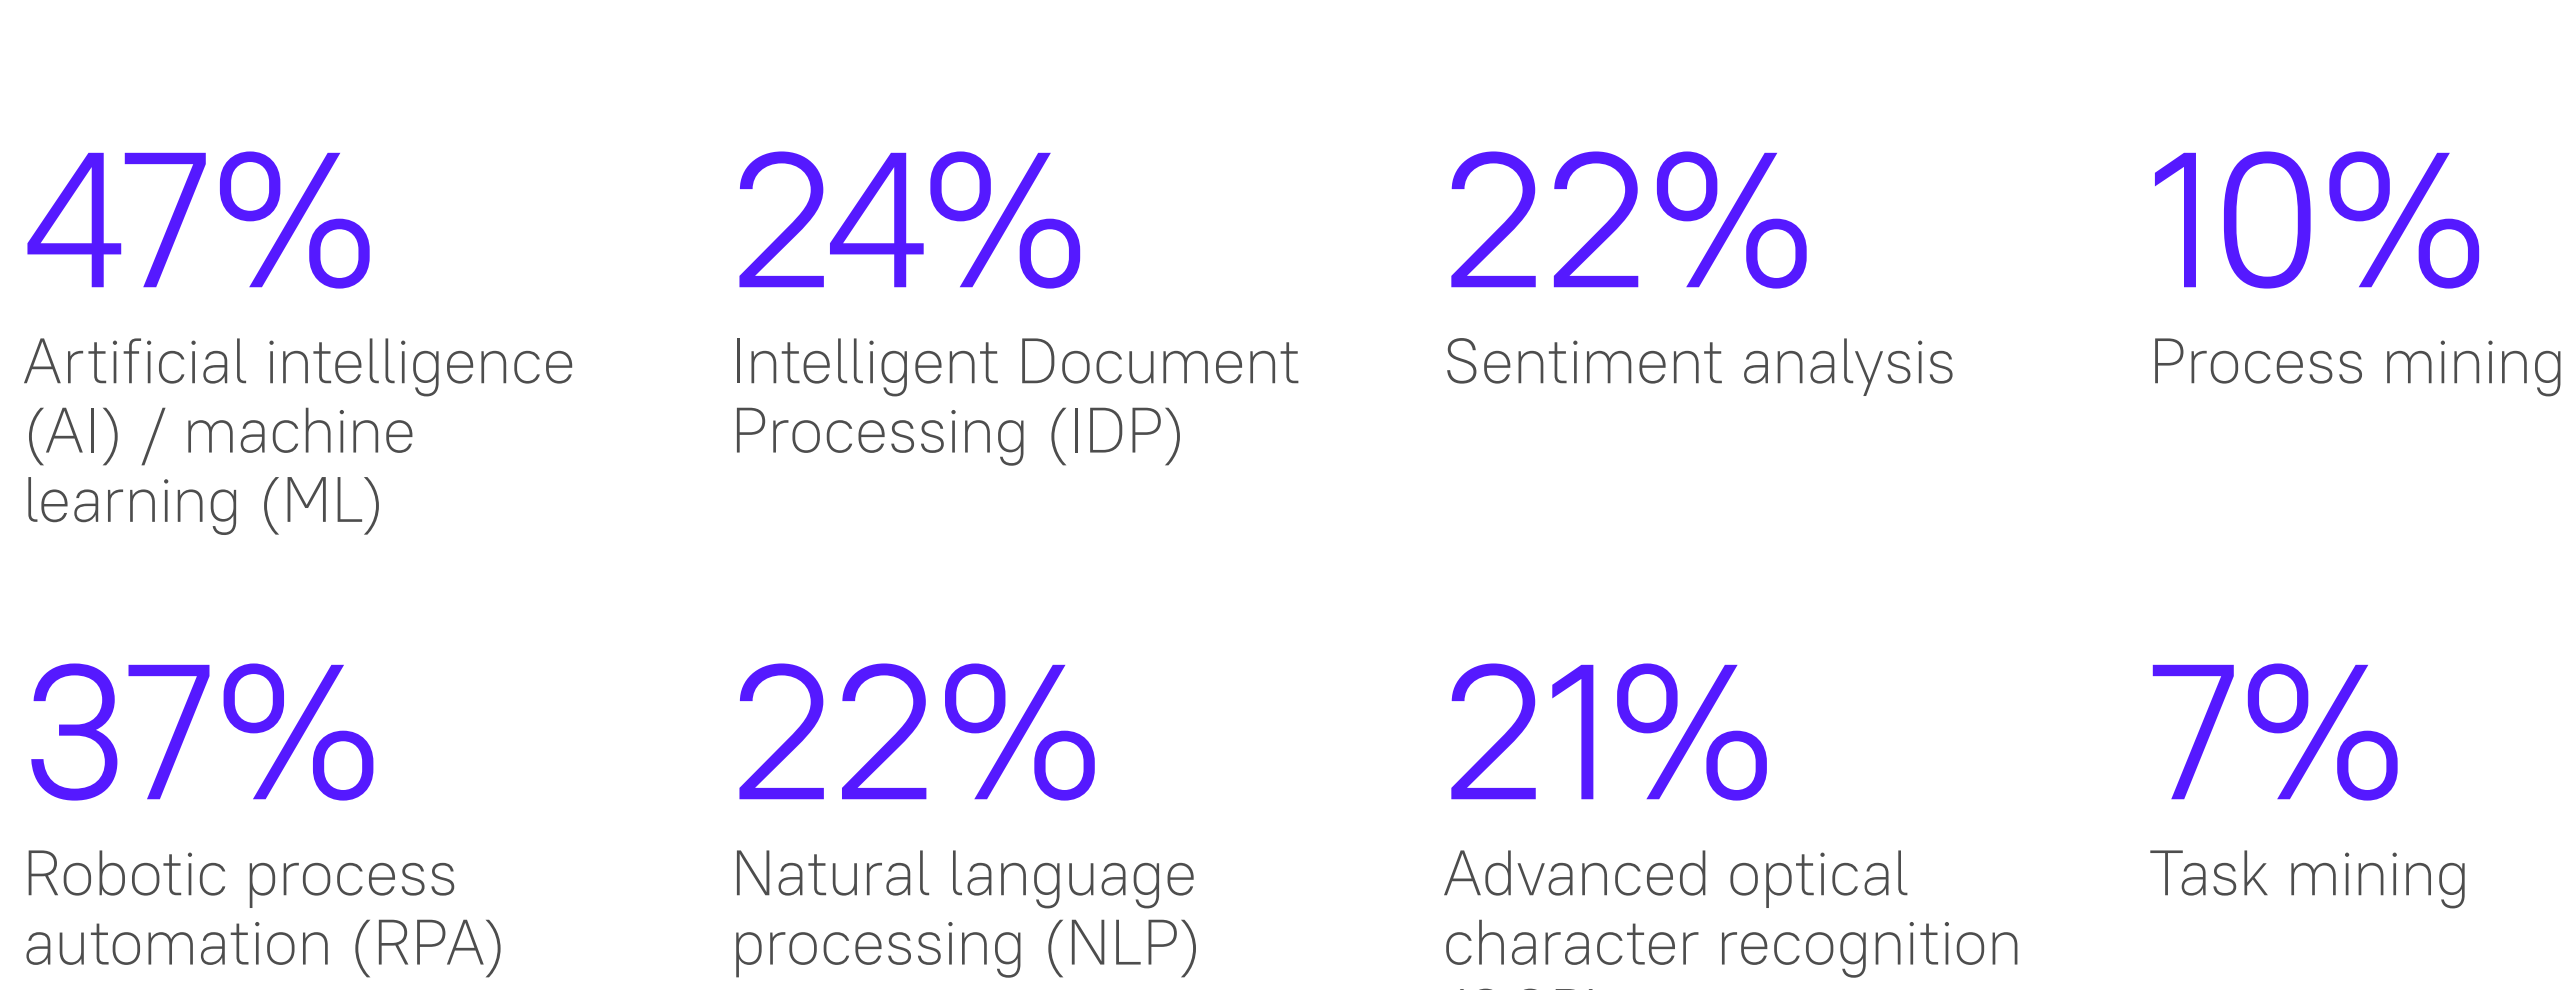 47%
Artificial intelligence
(AI) / machine
learning (ML)
24%
Intelligent Document
Processing (IDP)
22%
Sentiment analysis
10%
Process mining
37%
Robotic process
automation (RPA)
22%
Natural language
processing (NLP)
21%
Advanced optical
character recognition
7%
Task mining